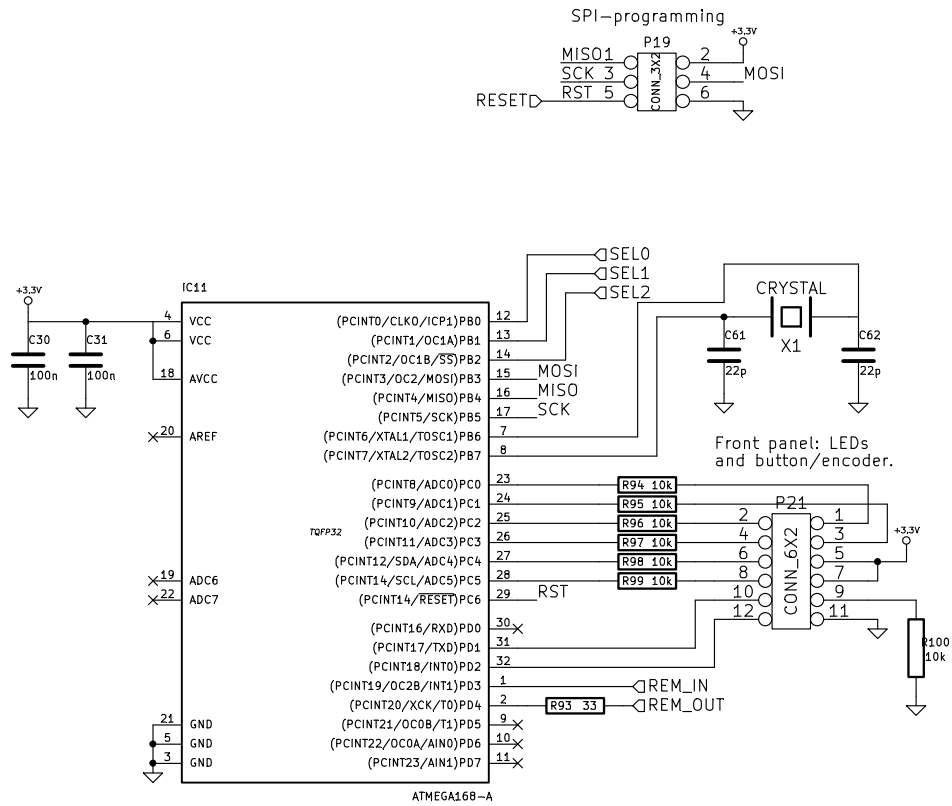 SPI-programming
+3,3V
P19
MISO 1 2
SCK 3 4 MOSI
RESET RST 5 6
CONN_3X2
SEL0
SEL1
SEL2
IC11
+3,3V
CRYSTAL
X1
C61
22p
C62
22p
C30
100n
C31
100n
4 VCC (PCINT0/CLKO/ICP1)PB0 12
6 VCC (PCINT1/OC1A)PB1 13
(PCINT2/OC1B/SS)PB2 14
18 AVCC (PCINT3/OC2/MOSI)PB3 15 MOSI
(PCINT4/MISO)PB4 16 MISO
(PCINT5/SCK)PB5 17 SCK
20 AREF (PCINT6/XTAL1/TOSC1)PB6 7
(PCINT7/XTAL2/TOSC2)PB7 8
Front panel: LEDs
and button/encoder.
(PCINT8/ADC0)PC0 23 R94 10k
(PCINT9/ADC1)PC1 24 R95 10k
(PCINT10/ADC2)PC2 25 R96 10k
(PCINT11/ADC3)PC3 26 R97 10k
(PCINT12/SDA/ADC4)PC4 27 R98 10k
19 ADC6 (PCINT14/SCL/ADC5)PC5 28 R99 10k
22 ADC7 (PCINT14/RESET)PC6 29 RST
TQFP32
P21
+3,3V
2 1
4 3
6 5
8 7
10 9
12 11
CONN_6X2
R100
10k
(PCINT16/RXD)PD0 30
(PCINT17/TXD)PD1 31
(PCINT18/INT0)PD2 32
(PCINT19/OC2B/INT1)PD3 1 REM_IN
(PCINT20/XCK/T0)PD4 2 R93 33 REM_OUT
21 GND (PCINT21/OC0B/T1)PD5 9
5 GND (PCINT22/OC0A/AIN0)PD6 10
3 GND (PCINT23/AIN1)PD7 11
ATMEGA168-A